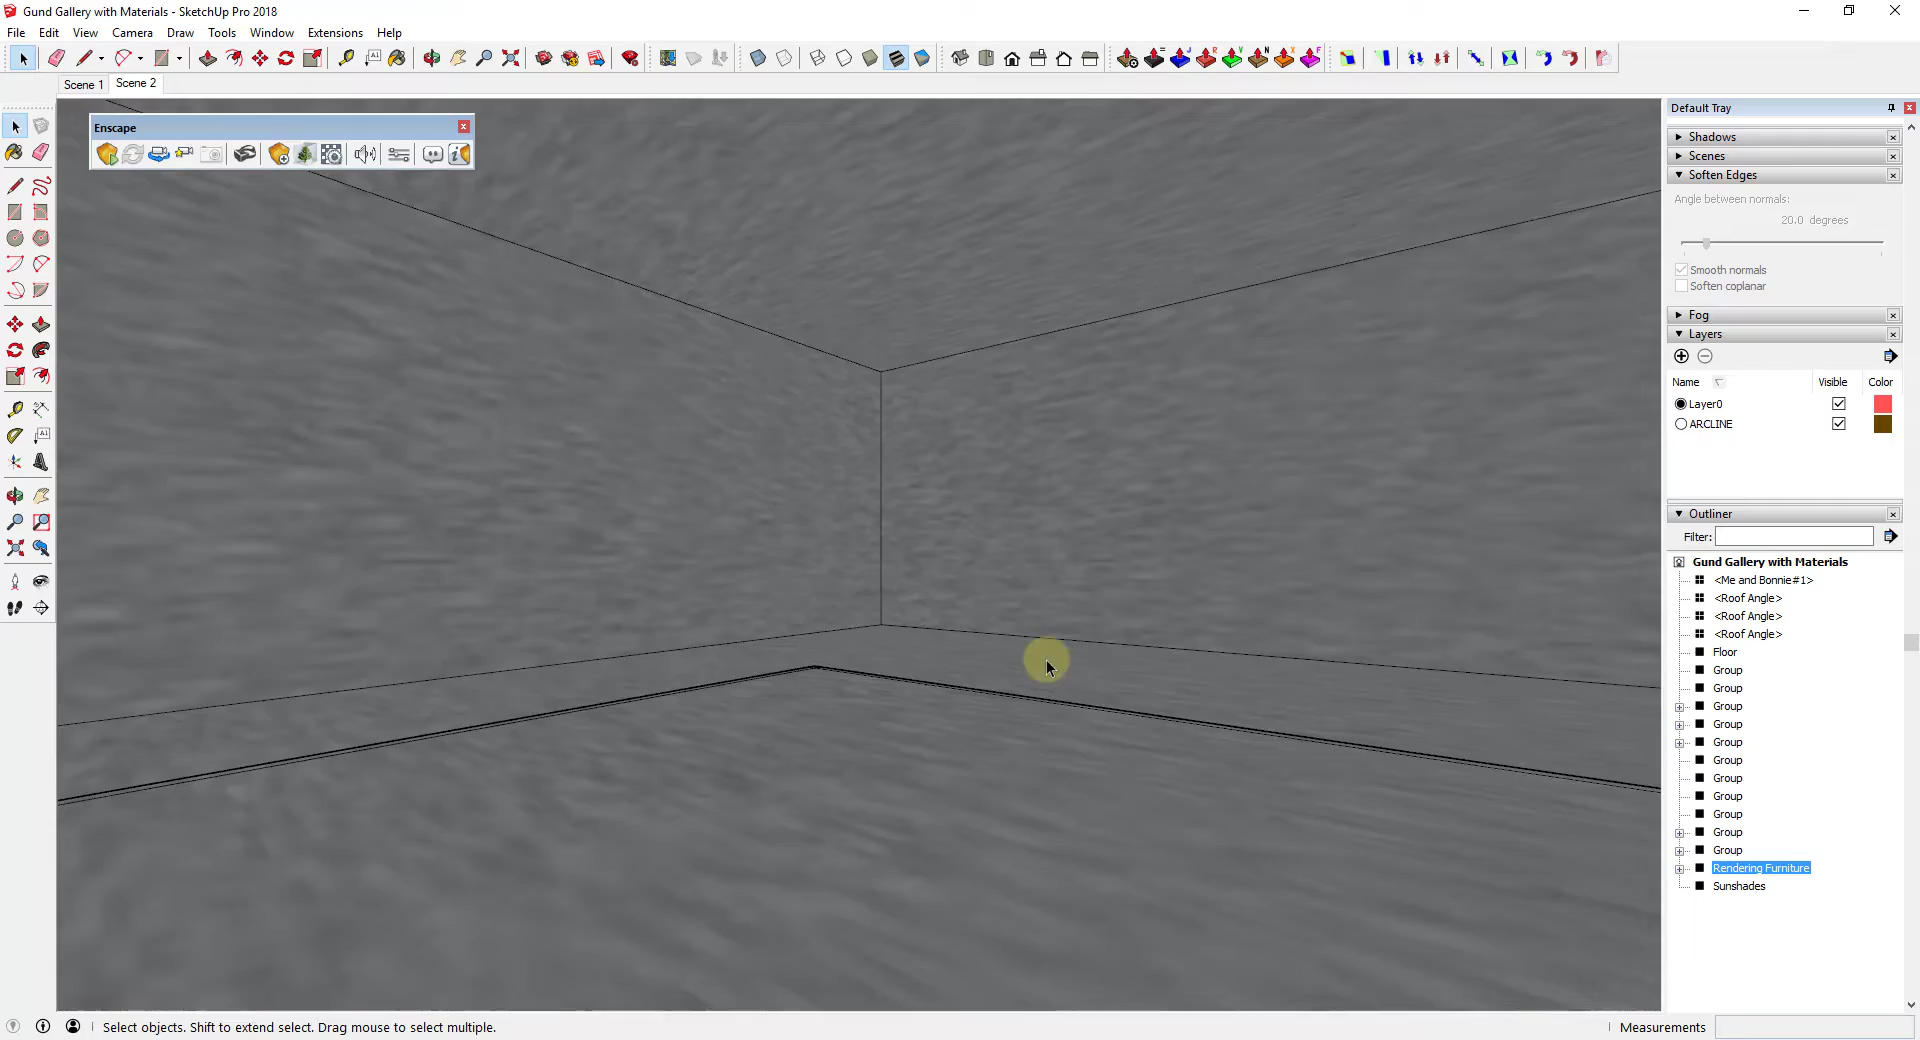 Gund Gallery with Materials - SketchUp Pro 2018
File Edit View Camera Draw Tools Window Extensions Help
Scene 1 Scene 2
Enscape
Default Tray
Shadows
Scenes
Soften Edges
Angle between normals:
20.0 degrees
Smooth normals
Soften coplanar
Fog
Layers
Name Visible Color
Layer0
ARCLINE
Outliner
Filter:
Gund Gallery with Materials
<Me and Bonnie#1>
<Roof Angle>
<Roof Angle>
<Roof Angle>
Floor
Group
Group
Group
Group
Group
Group
Group
Group
Group
Group
Group
Rendering Furniture
Sunshades
Select objects. Shift to extend select. Drag mouse to select multiple.
Measurements